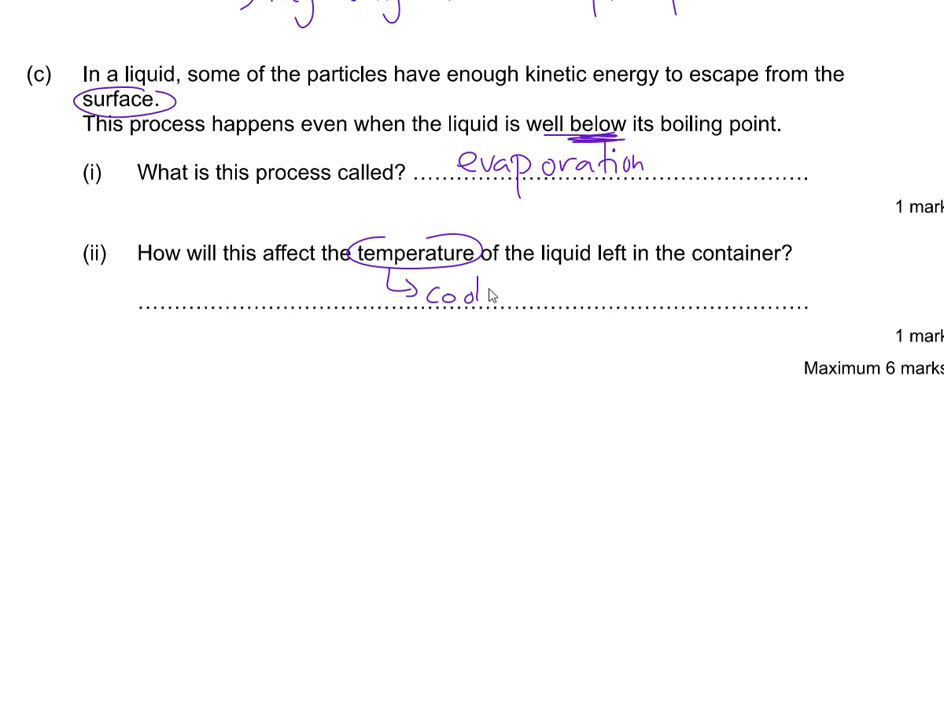 (c) In a liquid, some of the particles have enough kinetic energy to escape from the
surface.
This process happens even when the liquid is well below its boiling point.
(i) What is this process called? evaporation
1 mark
(ii) How will this affect the temperature of the liquid left in the container?
cool
1 mark
Maximum 6 marks